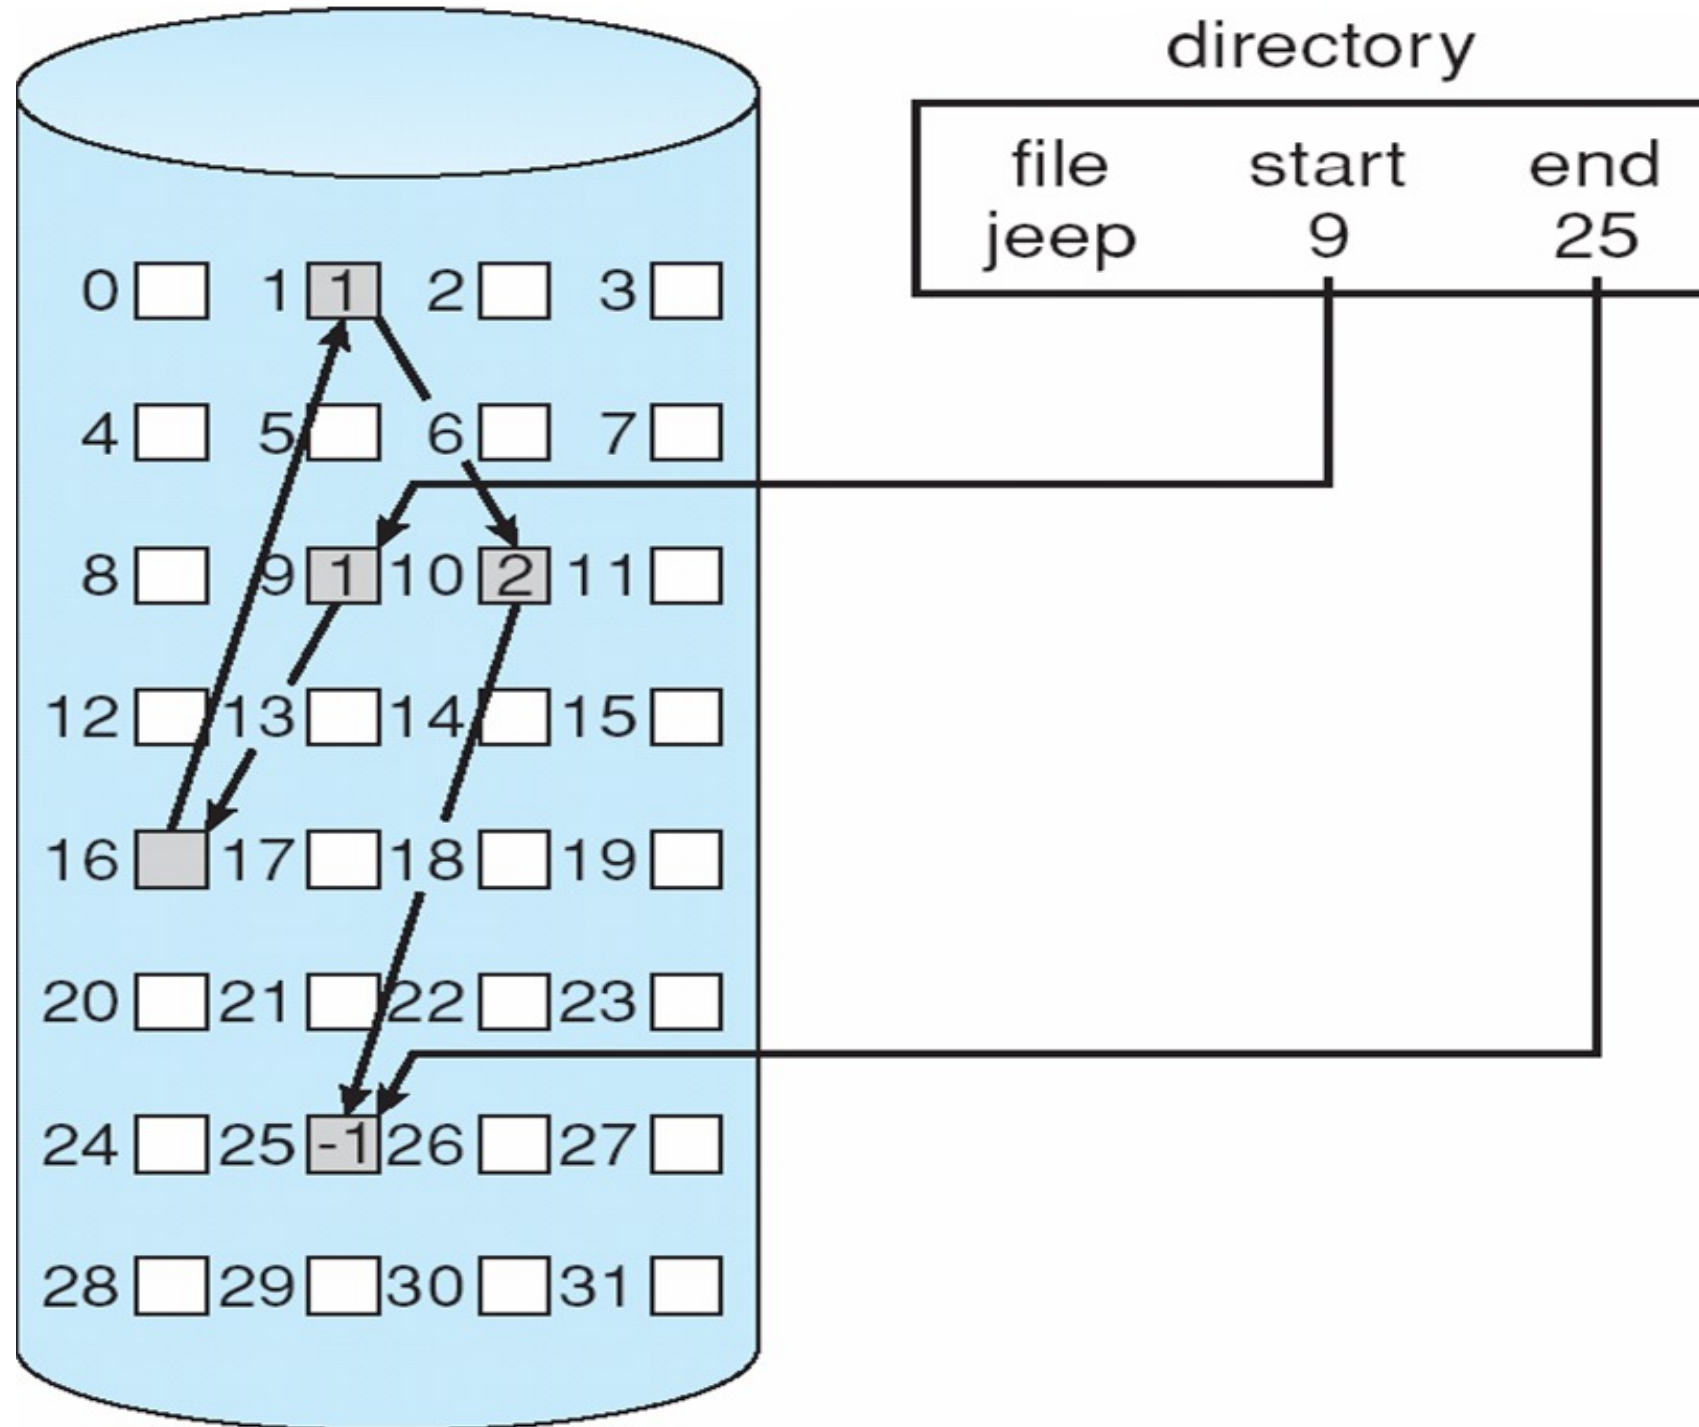 directory
file start end
jeep 9 25
0 1 1 2 3
4 5 6 7
8 9 1 10 2 11
12 13 14 15
16 17 18 19
20 21 22 23
24 25 -1 26 27
28 29 30 31